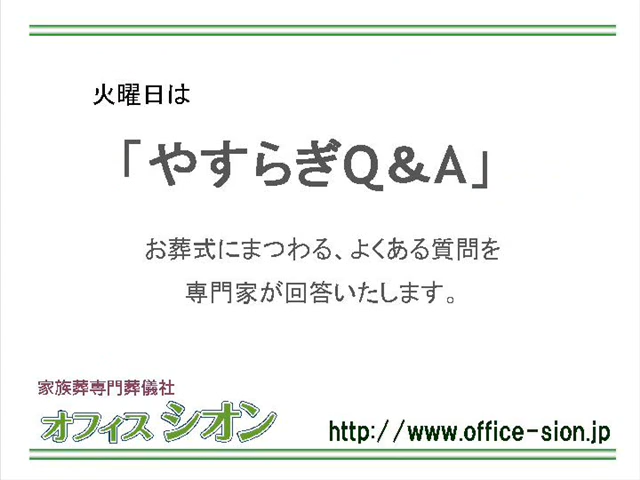 火曜日は
「やすらぎQ&A」
お葬式にまつわる、よくある質問を
専門家が回答いたします。
家族葬専門葬儀社
オフィスシオン
http://www.office-sion.jp